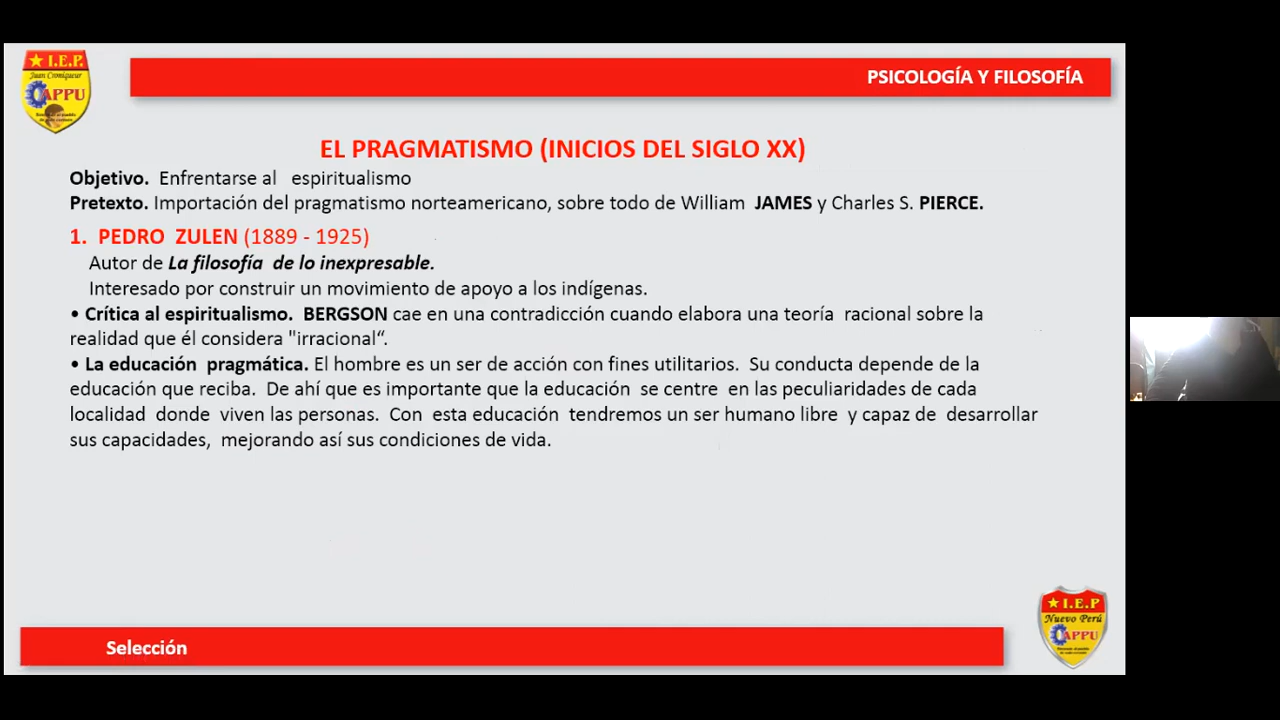 I.E.P.
Juan Croniqueur
CAPPU
PSICOLOGÍA Y FILOSOFÍA
EL PRAGMATISMO (INICIOS DEL SIGLO XX)
Objetivo. Enfrentarse al espiritualismo
Pretexto. Importación del pragmatismo norteamericano, sobre todo de William JAMES y Charles S. PIERCE.
1. PEDRO ZULEN (1889 - 1925)
Autor de La filosofía de lo inexpresable.
Interesado por construir un movimiento de apoyo a los indígenas.
• Crítica al espiritualismo. BERGSON cae en una contradicción cuando elabora una teoría racional sobre la
realidad que él considera "irracional“.
• La educación pragmática. El hombre es un ser de acción con fines utilitarios. Su conducta depende de la
educación que reciba. De ahí que es importante que la educación se centre en las peculiaridades de cada
localidad donde viven las personas. Con esta educación tendremos un ser humano libre y capaz de desarrollar
sus capacidades, mejorando así sus condiciones de vida.
I.E.P
Nuevo Perú
CAPPU
Selección